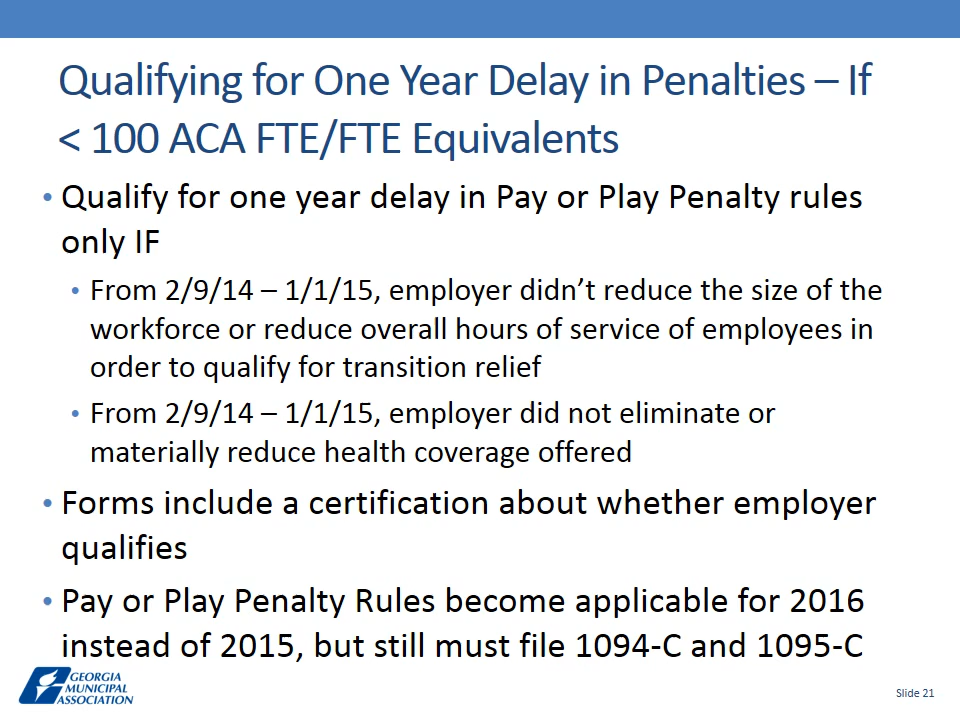 Qualifying for One Year Delay in Penalties – If
< 100 ACA FTE/FTE Equivalents
• Qualify for one year delay in Pay or Play Penalty rules
only IF
• From 2/9/14 – 1/1/15, employer didn’t reduce the size of the
workforce or reduce overall hours of service of employees in
order to qualify for transition relief
• From 2/9/14 – 1/1/15, employer did not eliminate or
materially reduce health coverage offered
• Forms include a certification about whether employer
qualifies
• Pay or Play Penalty Rules become applicable for 2016
instead of 2015, but still must file 1094-C and 1095-C
GEORGIA
MUNICIPAL
ASSOCIATION
Slide 21